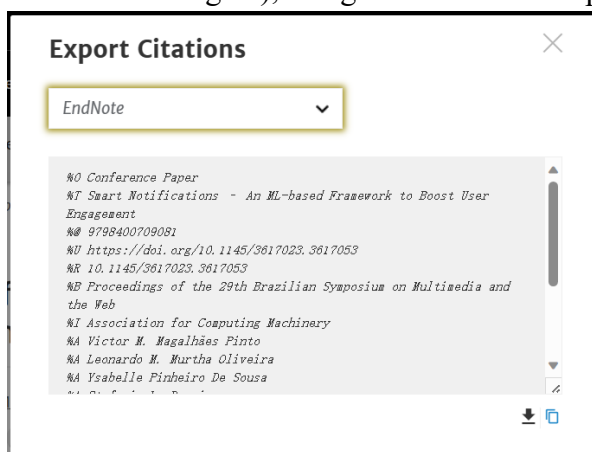 Export Citations
EndNote
%0 Conference Paper
%T Smart Notifications - An ML-based Framework to Boost User
Engagement
%@ 9798400709081
%U https://doi.org/10.1145/3617023.3617053
%R 10.1145/3617023.3617053
%B Proceedings of the 29th Brazilian Symposium on Multimedia and
the Web
%I Association for Computing Machinery
%A Victor M. Magalhães Pinto
%A Leonardo M. Murtha Oliveira
%A Ysabelle Pinheiro De Sousa